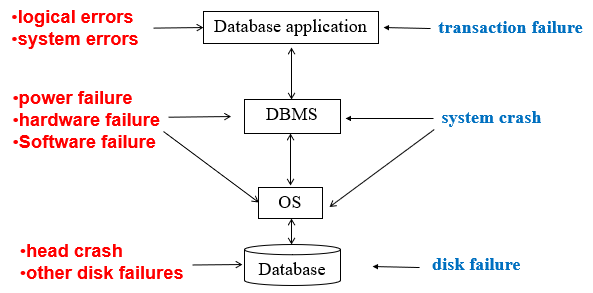 •logical errors
•system errors
Database application
transaction failure
•power failure
•hardware failure
•Software failure
DBMS
system crash
OS
•head crash
•other disk failures
Database
disk failure